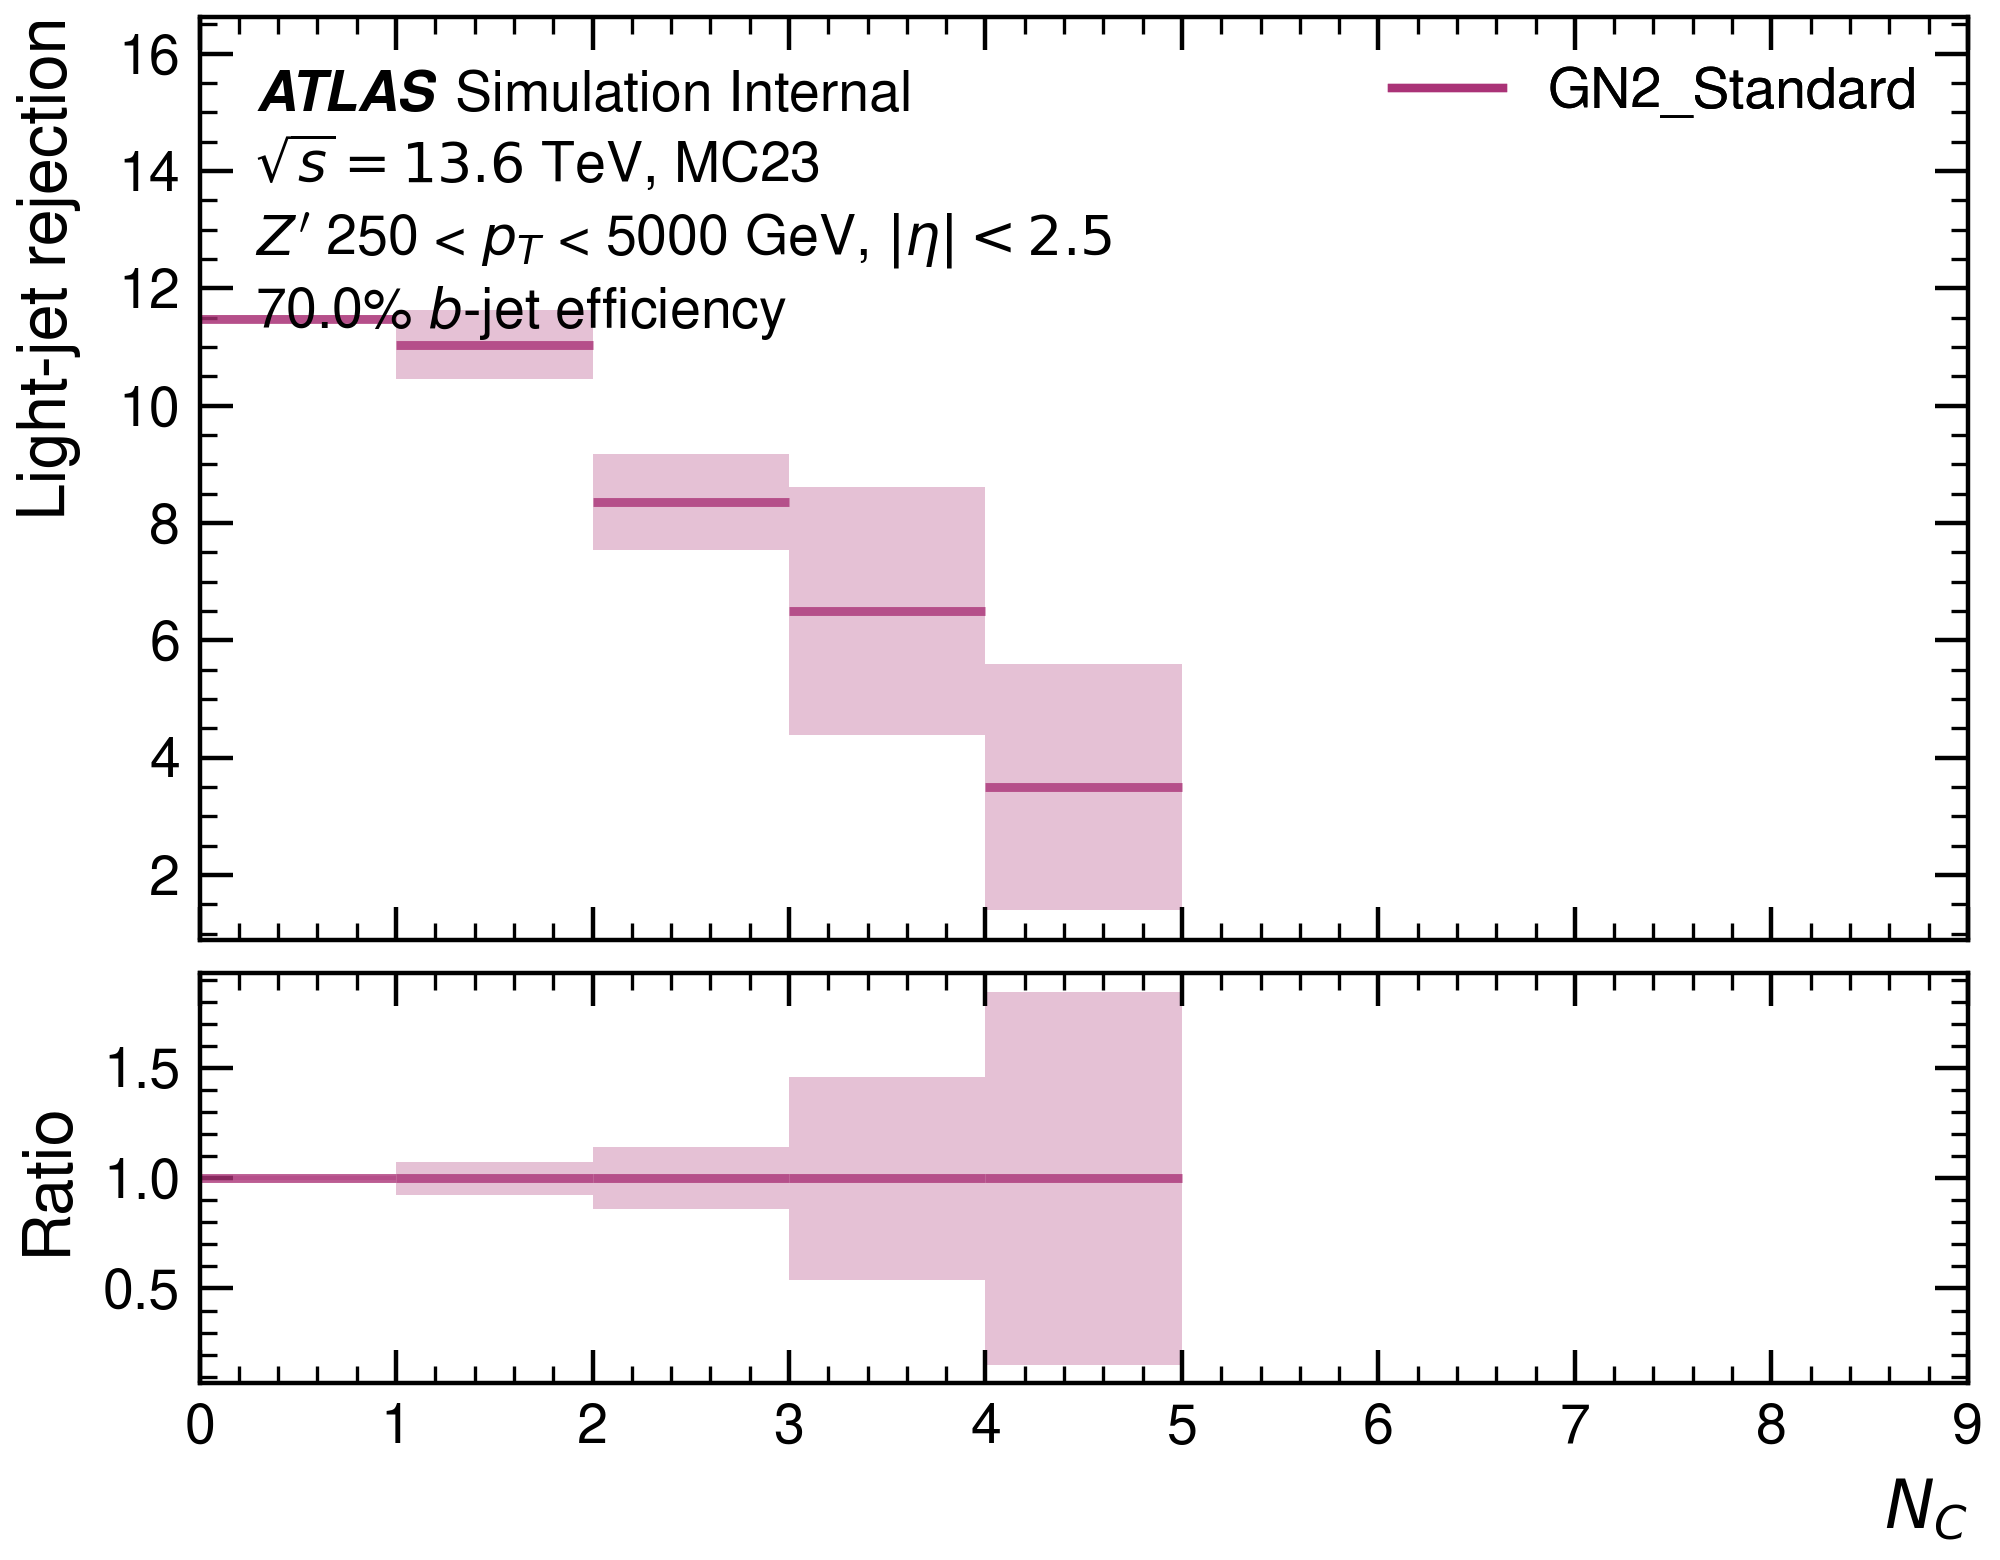 Light-jet rejection
16
14
12
10
8
6
4
2
ATLAS Simulation Internal
√s = 13.6 TeV, MC23
Z′ 250 < p_T < 5000 GeV, |η| < 2.5
70.0% b-jet efficiency
GN2_Standard
Ratio
1.5
1.0
0.5
0 1 2 3 4 5 6 7 8 9
N_C